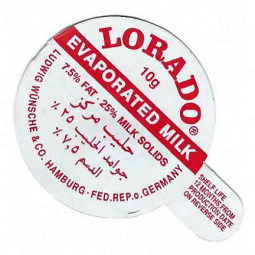 LORADO®
10g
EVAPORATED MILK
7.5% FAT. 25% MILK SOLIDS
حليب مركز
جوامد الحليب ٢٥٪
الدسم ٧،٥٪
LUDWIG WÜNSCHE & CO. HAMBURG · FED.REP.o.GERMANY
SHELF LIFE
12 MONTHS FROM
PRODUCTION DATE
ON REVERSE SIDE